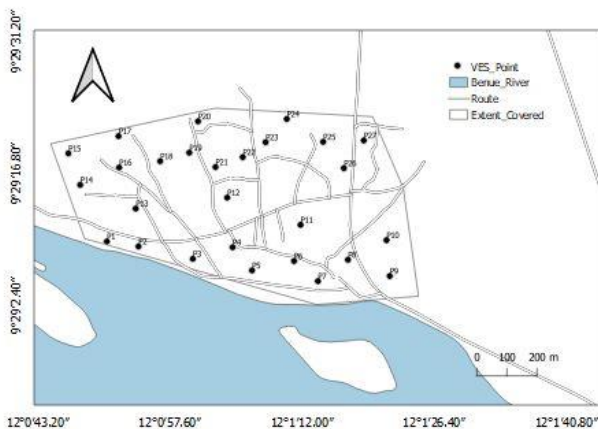 9°29'31.20"
9°29'16.80"
9°29'2.40"
VES_Point
Benue_River
Route
Extent_Covered
P20
P24
P17
P23
P25
P27
P15
P19
P22
P16
P18
P21
P26
P14
P12
P13
P11
P1
P2
P4
P10
P3
P5
P6
P8
P7
P9
0 100 200 m
12°0'43.20" 12°0'57.60" 12°1'12.00" 12°1'26.40" 12°1'40.80"